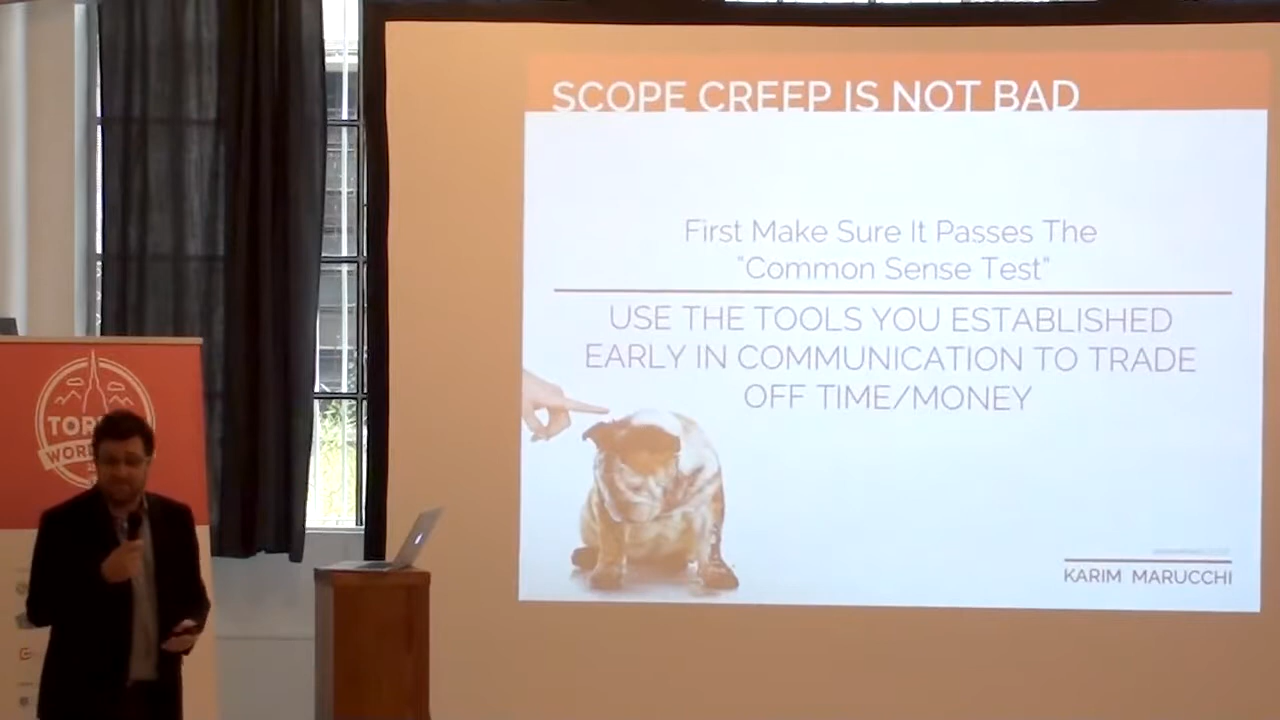 SCOPE CREEP IS NOT BAD
First Make Sure It Passes The
"Common Sense Test"
USE THE TOOLS YOU ESTABLISHED
EARLY IN COMMUNICATION TO TRADE
OFF TIME/MONEY
KARIM MARUCCHI